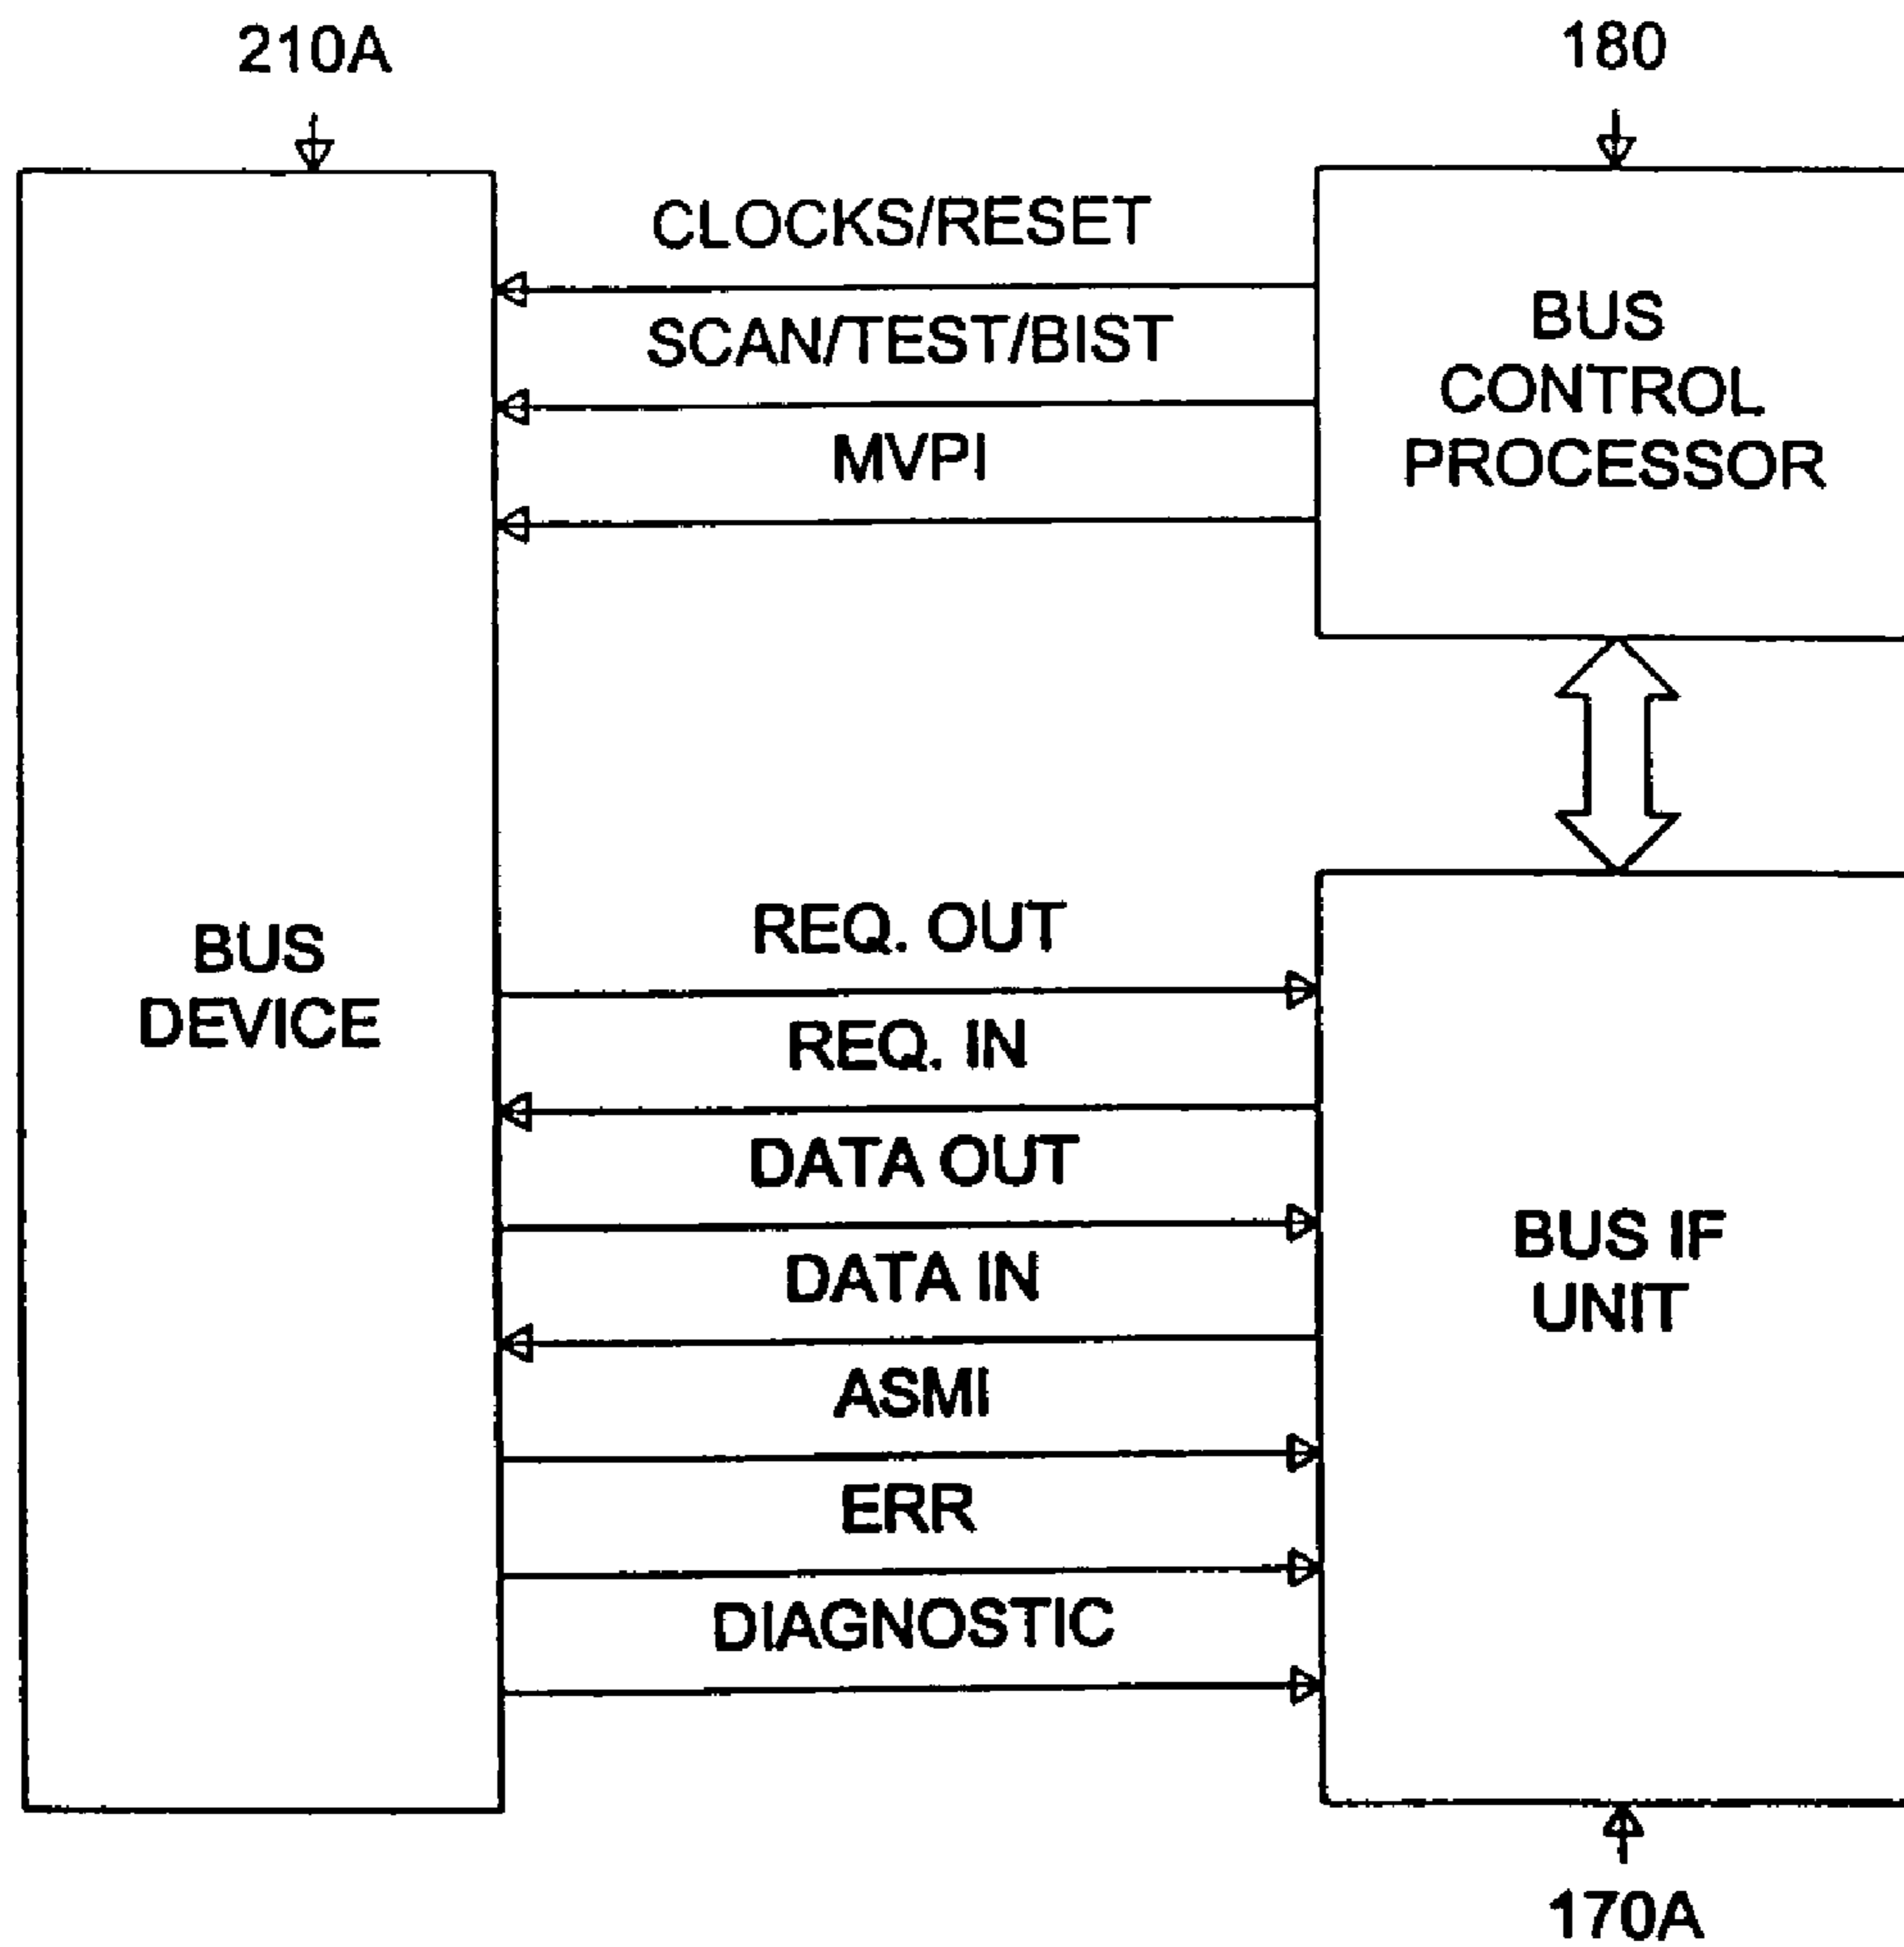 210A
180
CLOCKS/RESET
SCAN/TEST/BIST
MVPI
BUS
CONTROL
PROCESSOR
BUS
DEVICE
REQ. OUT
REQ. IN
DATA OUT
DATA IN
ASMI
ERR
DIAGNOSTIC
BUS IF
UNIT
170A